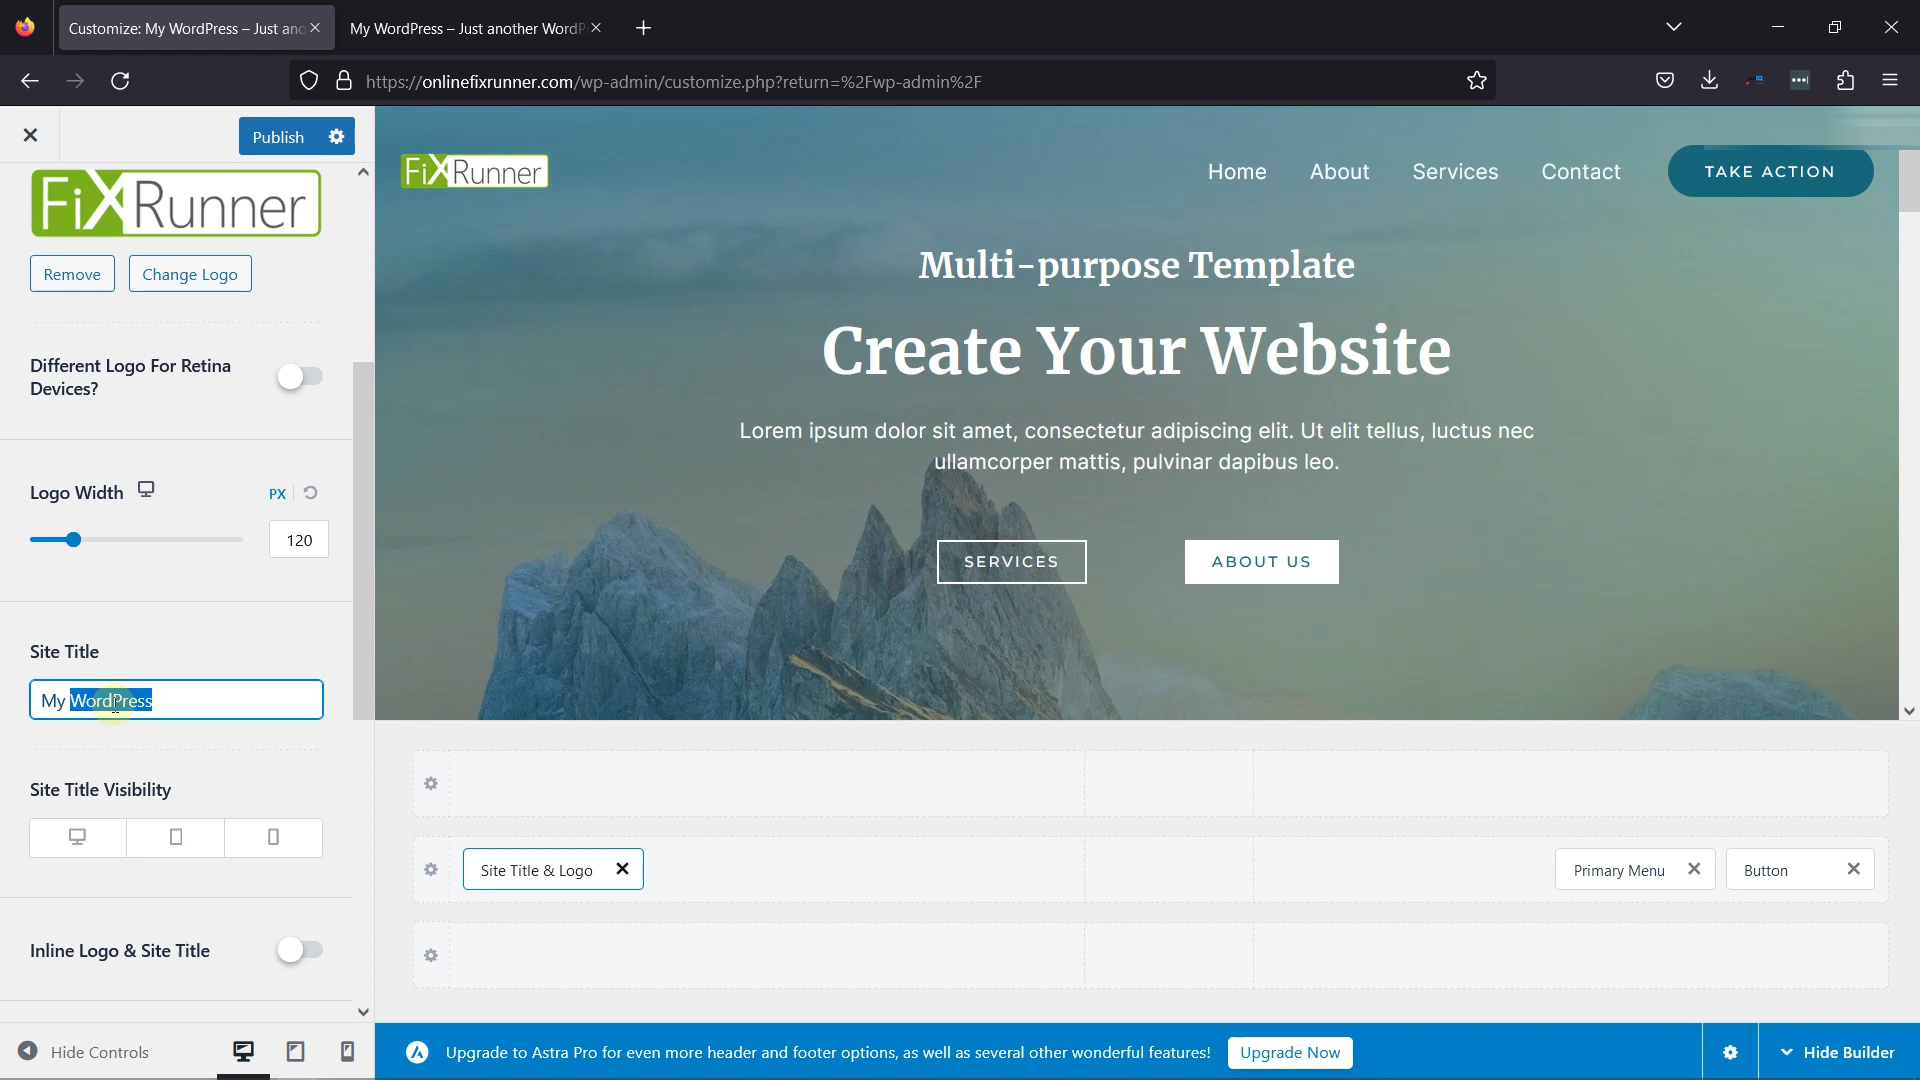 Customize: My WordPress – Just ano
My WordPress – Just another WordP
https://onlinefixrunner.com/wp-admin/customize.php?return=%2Fwp-admin%2F
Publish
FiXRunner
Remove
Change Logo
Different Logo For Retina
Devices?
Logo Width
PX
120
Site Title
My WordPress
Site Title Visibility
Inline Logo & Site Title
Hide Controls
FiXRunner
Home
About
Services
Contact
TAKE ACTION
Multi-purpose Template
Create Your Website
Lorem ipsum dolor sit amet, consectetur adipiscing elit. Ut elit tellus, luctus nec
ullamcorper mattis, pulvinar dapibus leo.
SERVICES
ABOUT US
Site Title & Logo
Primary Menu
Button
Upgrade to Astra Pro for even more header and footer options, as well as several other wonderful features!
Upgrade Now
Hide Builder